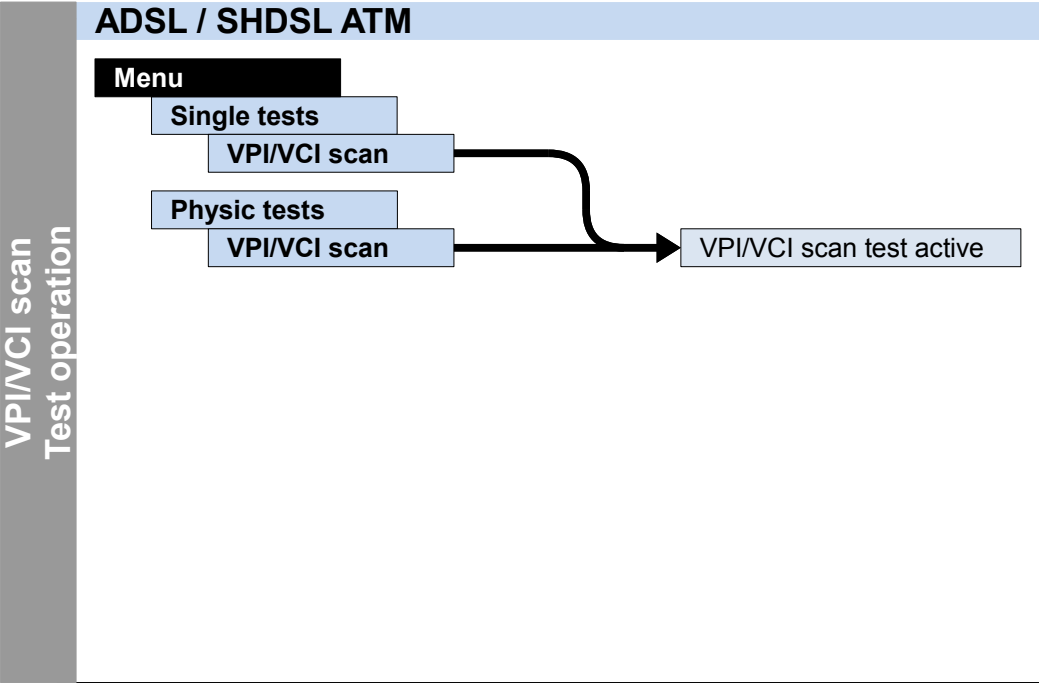 ADSL / SHDSL ATM
Menu
Single tests
VPI/VCI scan
Physic tests
VPI/VCI scan
VPI/VCI scan test active
VPI/VCI scan
Test operation